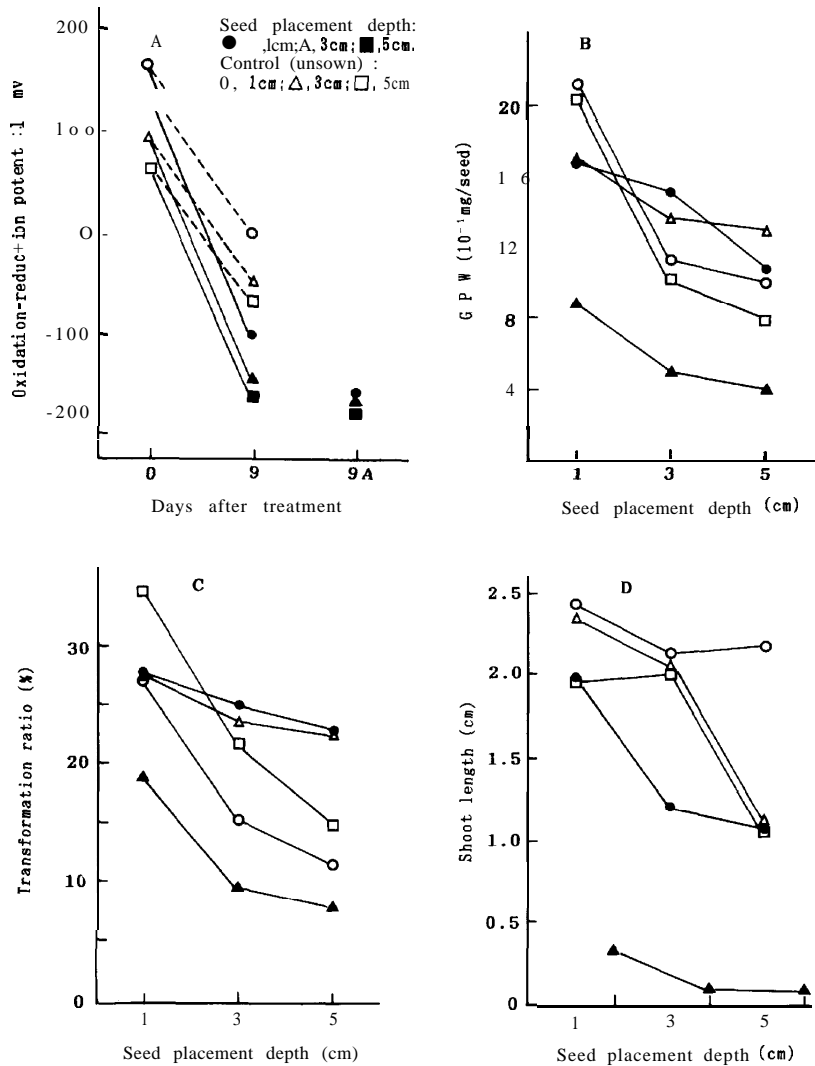 Seed placement depth:
● ,lcm;A, 3cm;■,5cm.
Control (unsown) :
0, 1cm;△,3cm;□, 5cm
A
200
1oo
O
-100
-200
Oxidation-reduc+ion potent :1 mv
0 9 9A
Days after treatment
B
20
1 6
12
8
4
G P W (10⁻¹mg/seed)
1 3 5
Seed placement depth (cm)
C
30
20
10
0
Transformation ratio (%)
1 3 5
Seed placement depth (cm)
D
2.5
2.0
1.5
1.0
0.5
0
Shoot length (cm)
1 3 5
Seed placement depth (cm)